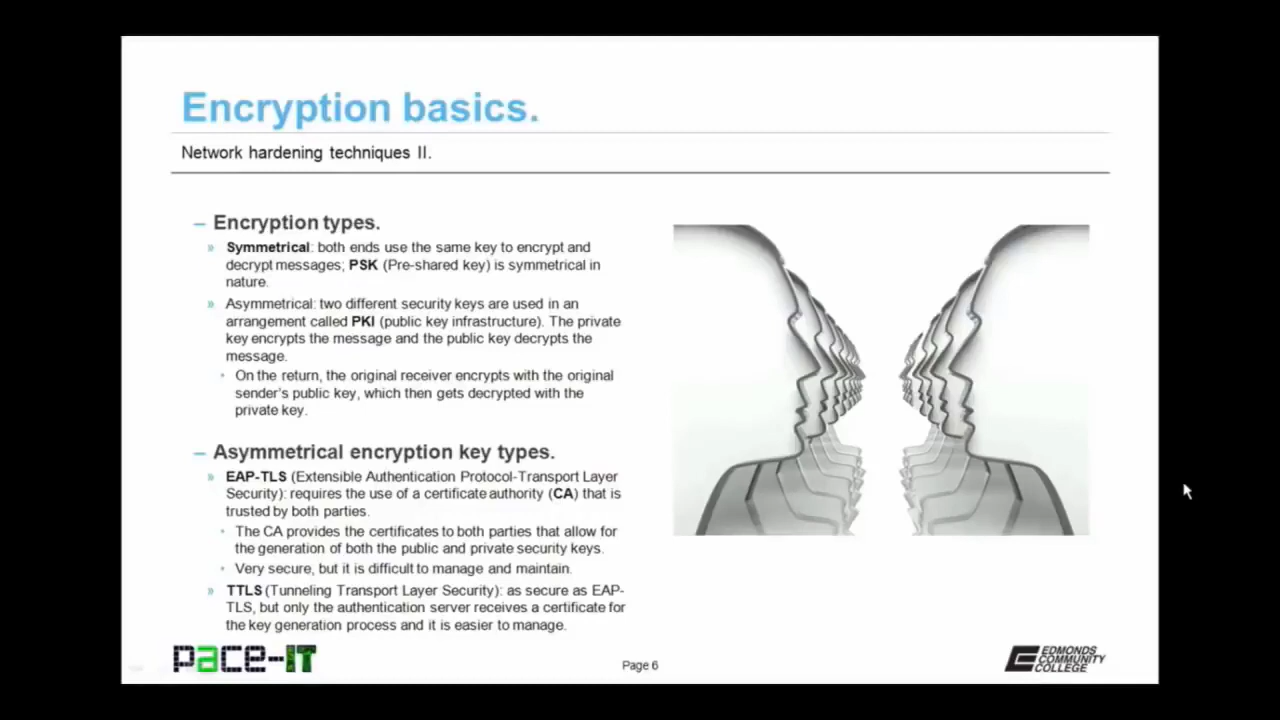 Encryption basics.
Network hardening techniques II.
– Encryption types.
» Symmetrical: both ends use the same key to encrypt and
decrypt messages; PSK (Pre-shared key) is symmetrical in
nature.
» Asymmetrical: two different security keys are used in an
arrangement called PKI (public key infrastructure). The private
key encrypts the message and the public key decrypts the
message.
• On the return, the original receiver encrypts with the original
sender's public key, which then gets decrypted with the
private key.
– Asymmetrical encryption key types.
» EAP-TLS (Extensible Authentication Protocol-Transport Layer
Security): requires the use of a certificate authority (CA) that is
trusted by both parties.
• The CA provides the certificates to both parties that allow for
the generation of both the public and private security keys.
• Very secure, but it is difficult to manage and maintain.
» TTLS (Tunneling Transport Layer Security): as secure as EAP-
TLS, but only the authentication server receives a certificate for
the key generation process and it is easier to manage.
pace-IT
Page 6
EDMONDS
COMMUNITY
COLLEGE